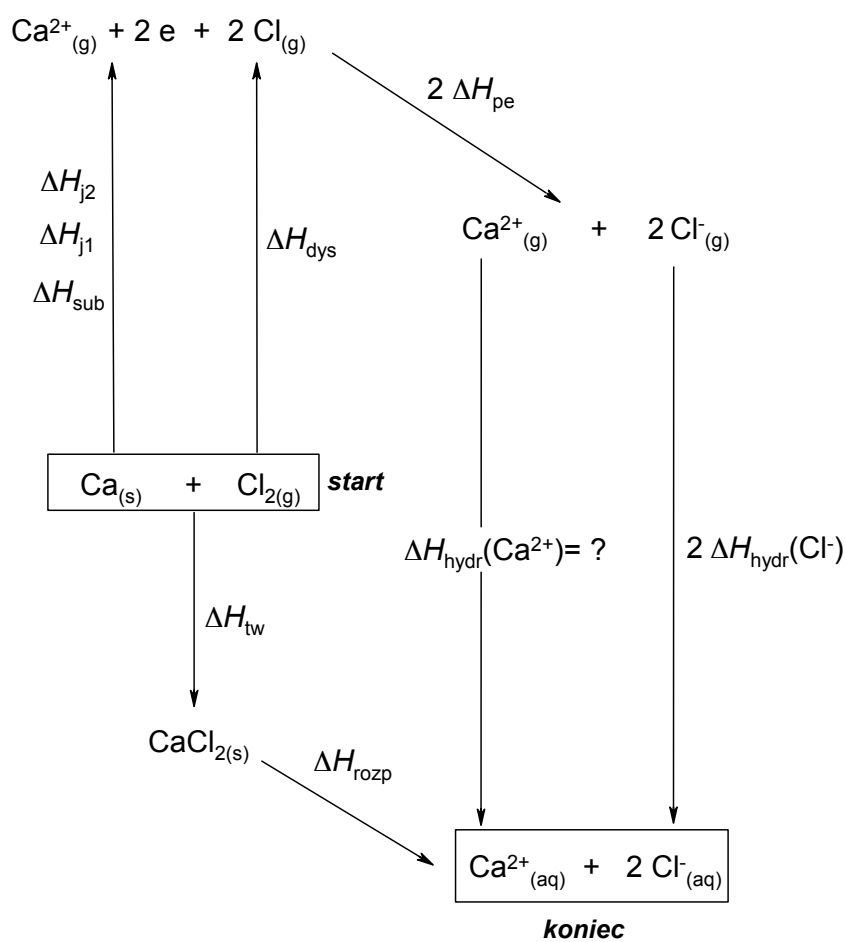 Ca²⁺(g) + 2 e + 2 Cl(g)
2 ΔHpe
ΔHj2
ΔHj1
ΔHsub
ΔHdys
Ca²⁺(g) + 2 Cl⁻(g)
Ca(s) + Cl2(g) start
ΔHhydr(Ca²⁺)= ?
2 ΔHhydr(Cl⁻)
ΔHtw
CaCl2(s)
ΔHrozp
Ca²⁺(aq) + 2 Cl⁻(aq)
koniec